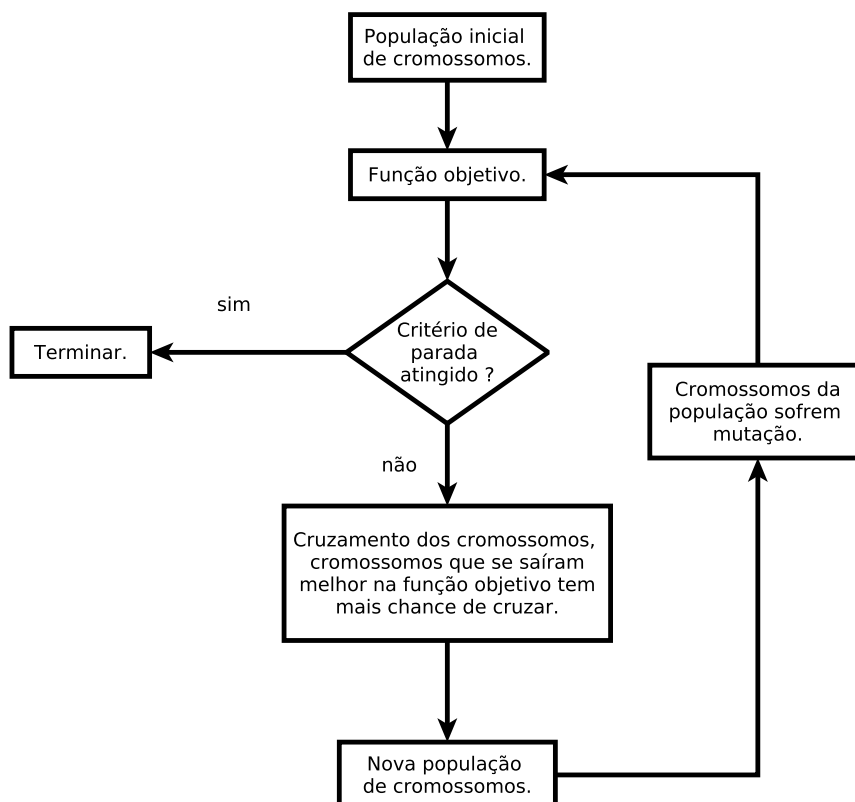 População inicial
de cromossomos.
Função objetivo.
sim
Critério de
parada
atingido ?
Terminar.
Cromossomos da
população sofrem
mutação.
não
Cruzamento dos cromossomos,
cromossomos que se saíram
melhor na função objetivo tem
mais chance de cruzar.
Nova população
de cromossomos.